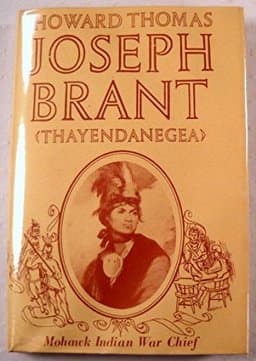 HOWARD THOMAS
JOSEPH
BRANT
(THAYENDANEGEA)
Mohawk Indian War Chief